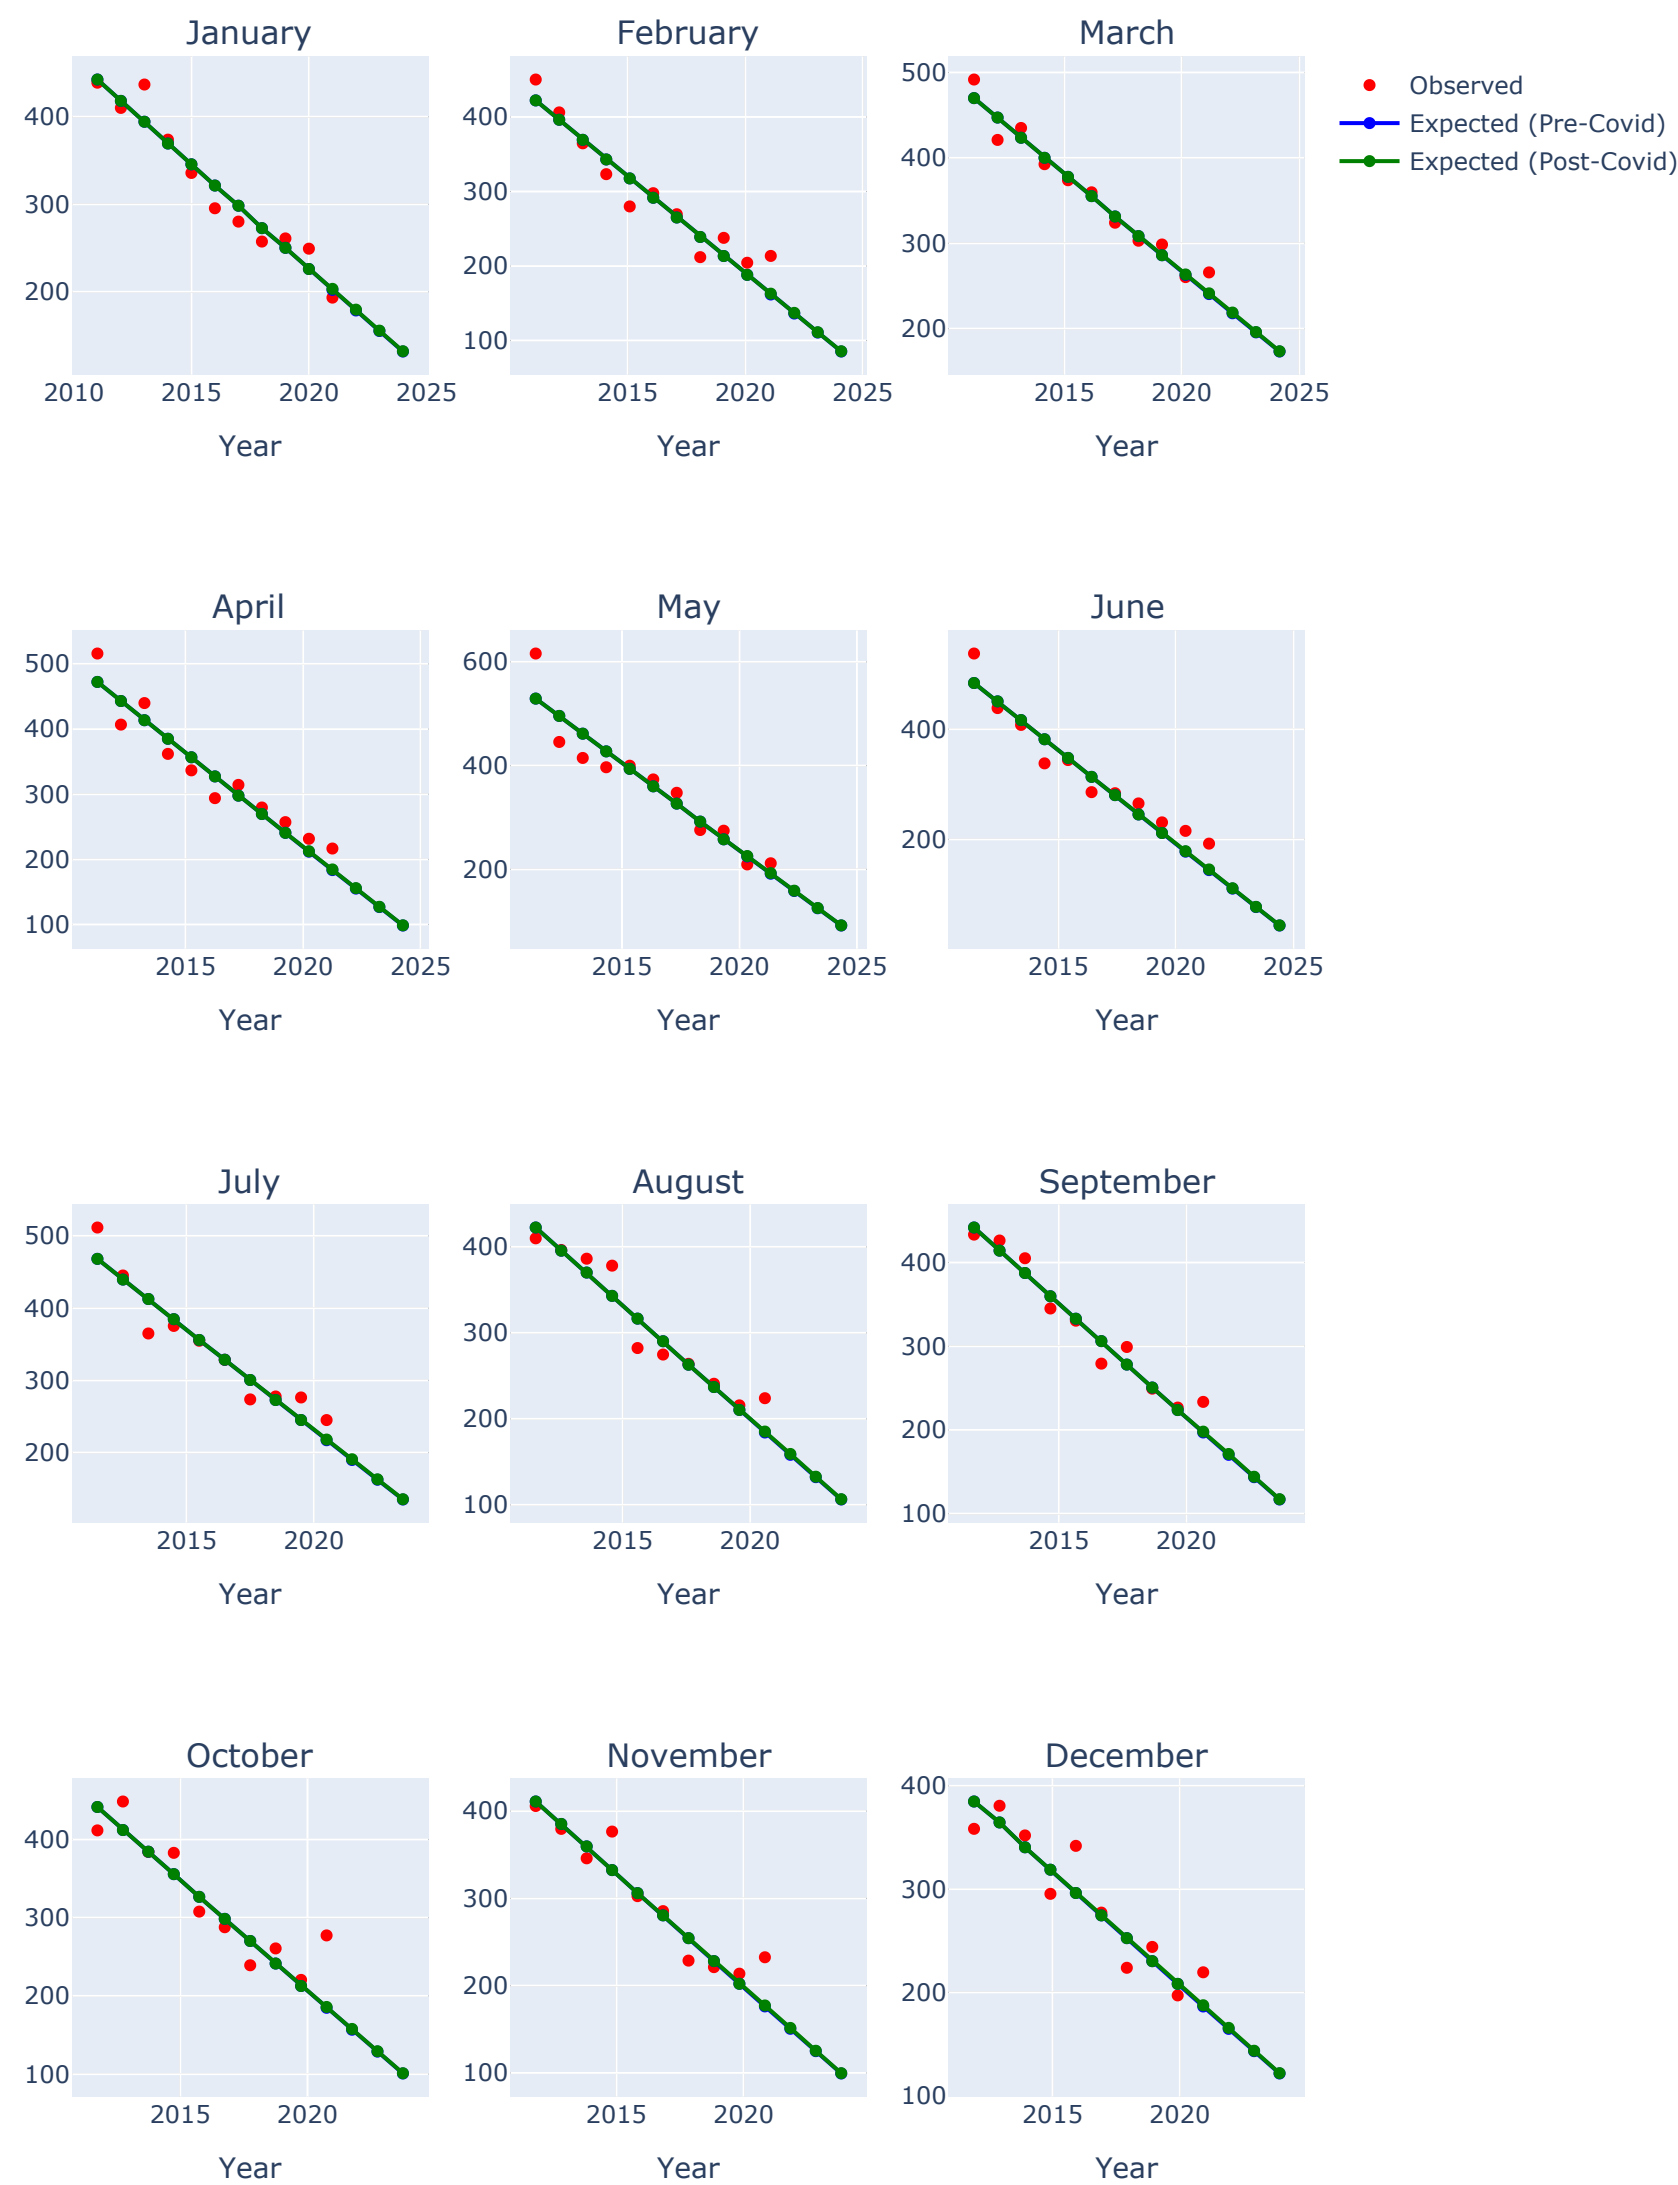 January
February
March
Observed
Expected (Pre-Covid)
Expected (Post-Covid)
400
300
200
2010
2015
2020
2025
Year
400
300
200
100
2015
2020
2025
Year
500
400
300
200
2015
2020
2025
Year
April
May
June
500
400
300
200
100
2015
2020
2025
Year
600
400
200
2015
2020
2025
Year
400
200
2015
2020
2025
Year
July
August
September
500
400
300
200
2015
2020
Year
400
300
200
100
2015
2020
Year
400
300
200
100
2015
2020
Year
October
November
December
400
300
200
100
2015
2020
Year
400
300
200
100
2015
2020
Year
400
300
200
100
2015
2020
Year